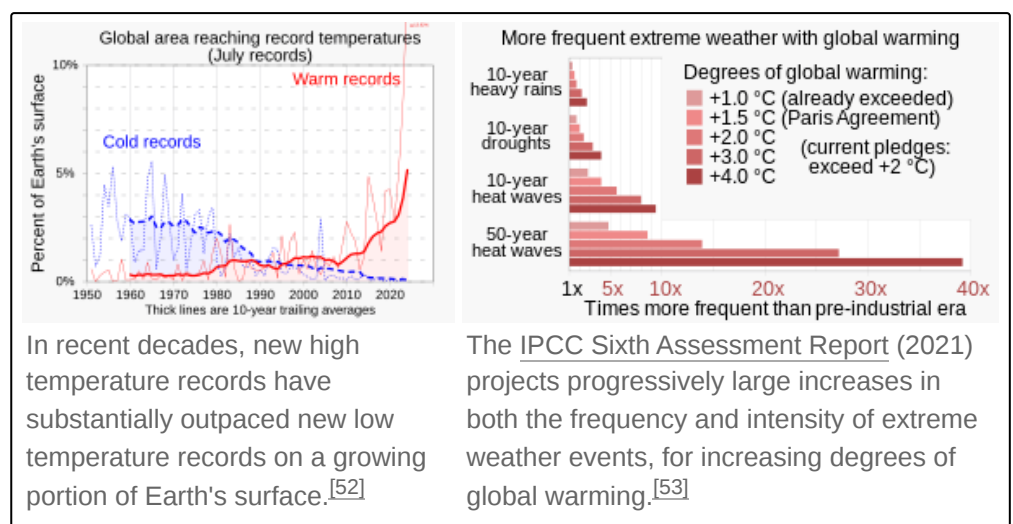 Global area reaching record temperatures
(July records)
10%
Warm records
Cold records
5%
0%
Percent of Earth's surface
1950 1960 1970 1980 1990 2000 2010 2020
Thick lines are 10-year trailing averages
More frequent extreme weather with global warming
10-year
heavy rains
10-year
droughts
10-year
heat waves
50-year
heat waves
Degrees of global warming:
+1.0 °C (already exceeded)
+1.5 °C (Paris Agreement)
+2.0 °C
+3.0 °C
+4.0 °C
(current pledges:
exceed +2 °C)
1x 5x 10x 20x 30x 40x
Times more frequent than pre-industrial era
In recent decades, new high
temperature records have
substantially outpaced new low
temperature records on a growing
portion of Earth's surface.[52]
The IPCC Sixth Assessment Report (2021)
projects progressively large increases in
both the frequency and intensity of extreme
weather events, for increasing degrees of
global warming.[53]